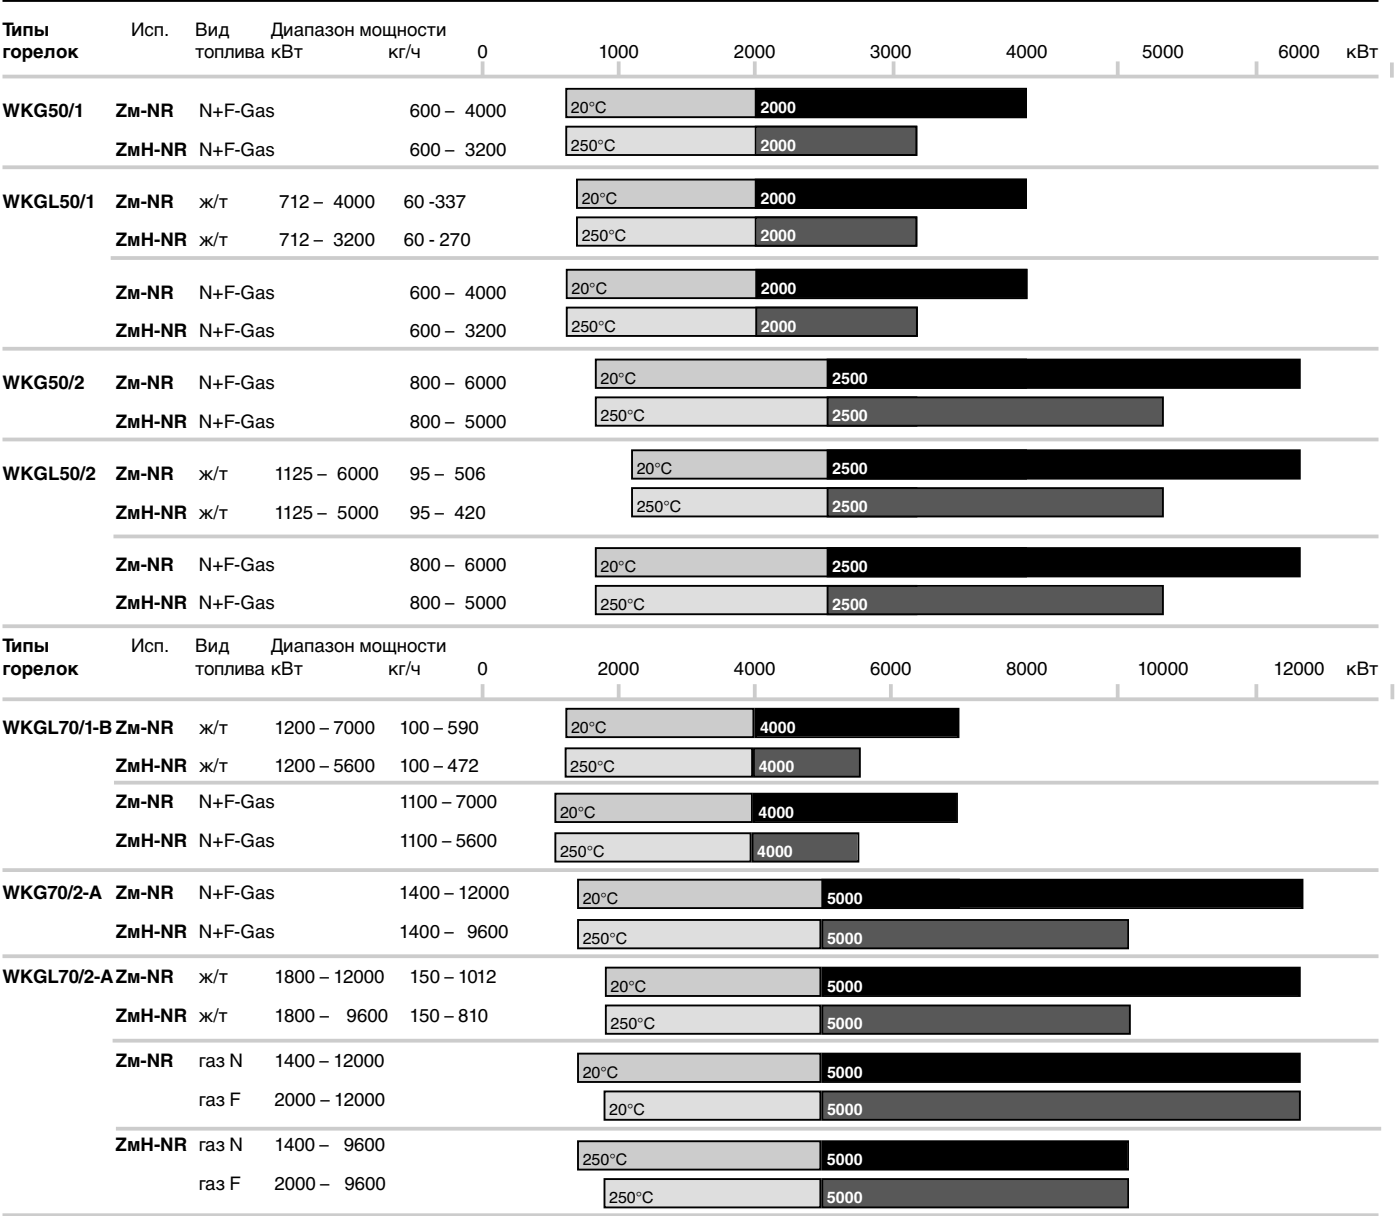 Типы Исп. Вид Диапазон мощности
горелок топлива кВт кг/ч 0 1000 2000 3000 4000 5000 6000 кВт
WKG50/1 Zм-NR N+F-Gas 600 – 4000 20°C 2000
ZмH-NR N+F-Gas 600 – 3200 250°C 2000
WKGL50/1 Zм-NR ж/т 712 – 4000 60 -337 20°C 2000
ZмH-NR ж/т 712 – 3200 60 - 270 250°C 2000
Zм-NR N+F-Gas 600 – 4000 20°C 2000
ZмH-NR N+F-Gas 600 – 3200 250°C 2000
WKG50/2 Zм-NR N+F-Gas 800 – 6000 20°C 2500
ZмH-NR N+F-Gas 800 – 5000 250°C 2500
WKGL50/2 Zм-NR ж/т 1125 – 6000 95 – 506 20°C 2500
ZмH-NR ж/т 1125 – 5000 95 – 420 250°C 2500
Zм-NR N+F-Gas 800 – 6000 20°C 2500
ZмH-NR N+F-Gas 800 – 5000 250°C 2500
Типы Исп. Вид Диапазон мощности
горелок топлива кВт кг/ч 0 2000 4000 6000 8000 10000 12000 кВт
WKGL70/1-B Zм-NR ж/т 1200 – 7000 100 – 590 20°C 4000
ZмH-NR ж/т 1200 – 5600 100 – 472 250°C 4000
Zм-NR N+F-Gas 1100 – 7000 20°C 4000
ZмH-NR N+F-Gas 1100 – 5600 250°C 4000
WKG70/2-A Zм-NR N+F-Gas 1400 – 12000 20°C 5000
ZмH-NR N+F-Gas 1400 – 9600 250°C 5000
WKGL70/2-A Zм-NR ж/т 1800 – 12000 150 – 1012 20°C 5000
ZмH-NR ж/т 1800 – 9600 150 – 810 250°C 5000
Zм-NR газ N 1400 – 12000 20°C 5000
газ F 2000 – 12000 20°C 5000
ZмH-NR газ N 1400 – 9600 250°C 5000
газ F 2000 – 9600 250°C 5000